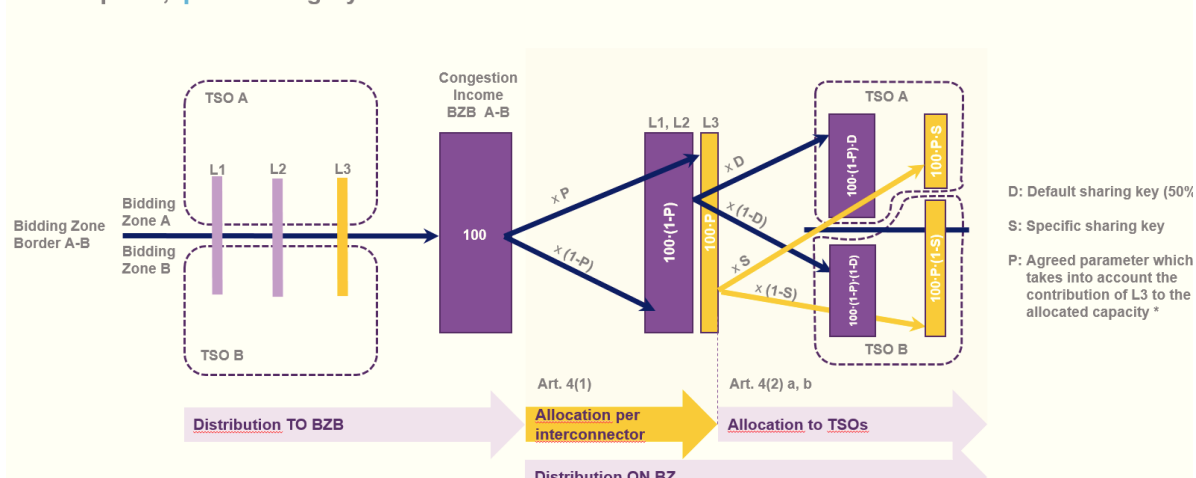 TSO A
L1
L2
L3
Bidding Zone
Border A-B
Bidding
Zone A
Bidding
Zone B
TSO B
Congestion
Income
BZB A-B
100
x P
x (1-P)
L1, L2
L3
100·(1-P)
100·P
x D
x (1-D)
x S
x (1-S)
TSO A
100·(1-P)·D
100·P·S
100·(1-P)·(1-D)
100·P·(1-S)
TSO B
D: Default sharing key (50%
S: Specific sharing key
P: Agreed parameter which
takes into account the
contribution of L3 to the
allocated capacity *
Art. 4(1)
Art. 4(2) a, b
Distribution TO BZB
Allocation per
interconnector
Allocation to TSOs
Distribution ON BZ